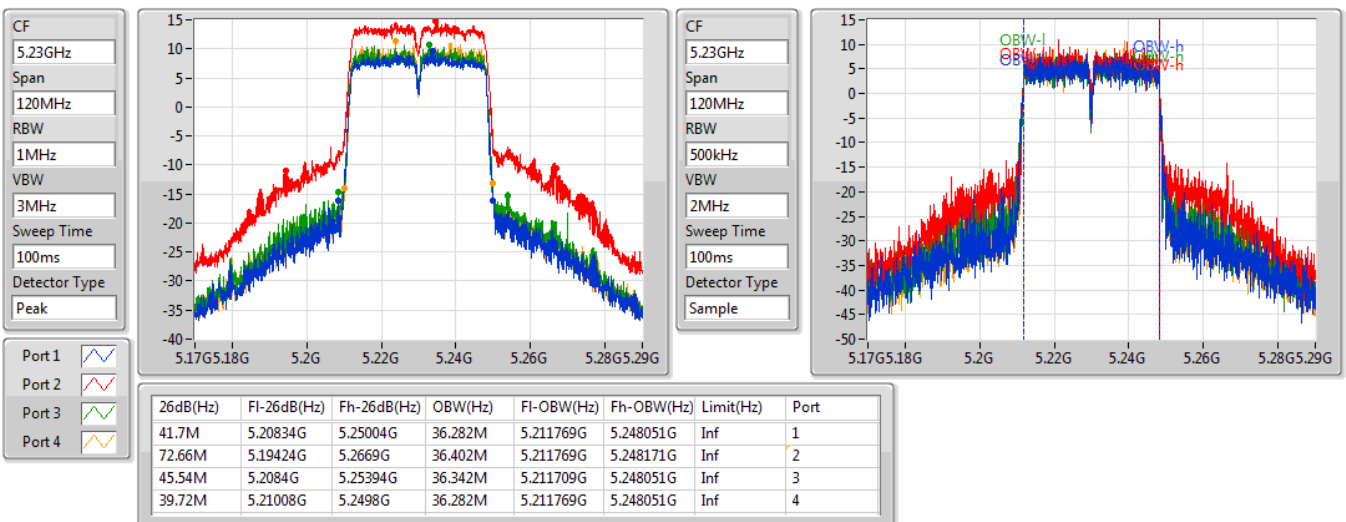 CF
5.23GHz
Span
120MHz
RBW
1MHz
VBW
3MHz
Sweep Time
100ms
Detector Type
Peak
15
10
5
0
-5
-10
-15
-20
-25
-30
-35
-40
5.17G 5.18G 5.2G 5.22G 5.24G 5.26G 5.28G 5.29G
CF
5.23GHz
Span
120MHz
RBW
500kHz
VBW
2MHz
Sweep Time
100ms
Detector Type
Sample
15
10
5
0
-5
-10
-15
-20
-25
-30
-35
-40
-45
-50
OBW-l
OBW-h
5.17G 5.18G 5.2G 5.22G 5.24G 5.26G 5.28G 5.29G
Port 1
Port 2
Port 3
Port 4
26dB(Hz) Fl-26dB(Hz) Fh-26dB(Hz) OBW(Hz) Fl-OBW(Hz) Fh-OBW(Hz) Limit(Hz) Port
41.7M 5.20834G 5.25004G 36.282M 5.211769G 5.248051G Inf 1
72.66M 5.19424G 5.2669G 36.402M 5.211769G 5.248171G Inf 2
45.54M 5.2084G 5.25394G 36.342M 5.211709G 5.248051G Inf 3
39.72M 5.21008G 5.2498G 36.282M 5.211769G 5.248051G Inf 4